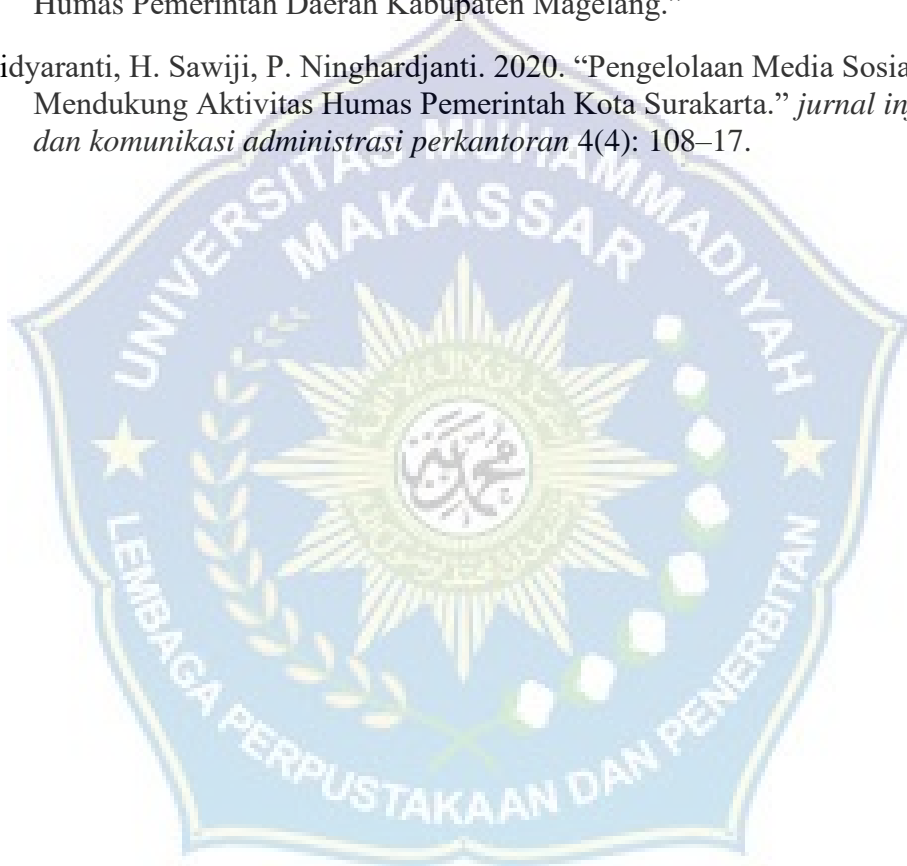 Humas Pemerintah Daerah Kabupaten Magelang.”
idyaranti, H. Sawiji, P. Ninghardjanti. 2020. “Pengelolaan Media Sosia
Mendukung Aktivitas Humas Pemerintah Kota Surakarta.” jurnal in
dan komunikasi administrasi perkantoran 4(4): 108–17.
UNIVERSITAS MUHAMMADIYAH
MAKASSAR
LEMBAGA PERPUSTAKAAN DAN PENERBITAN